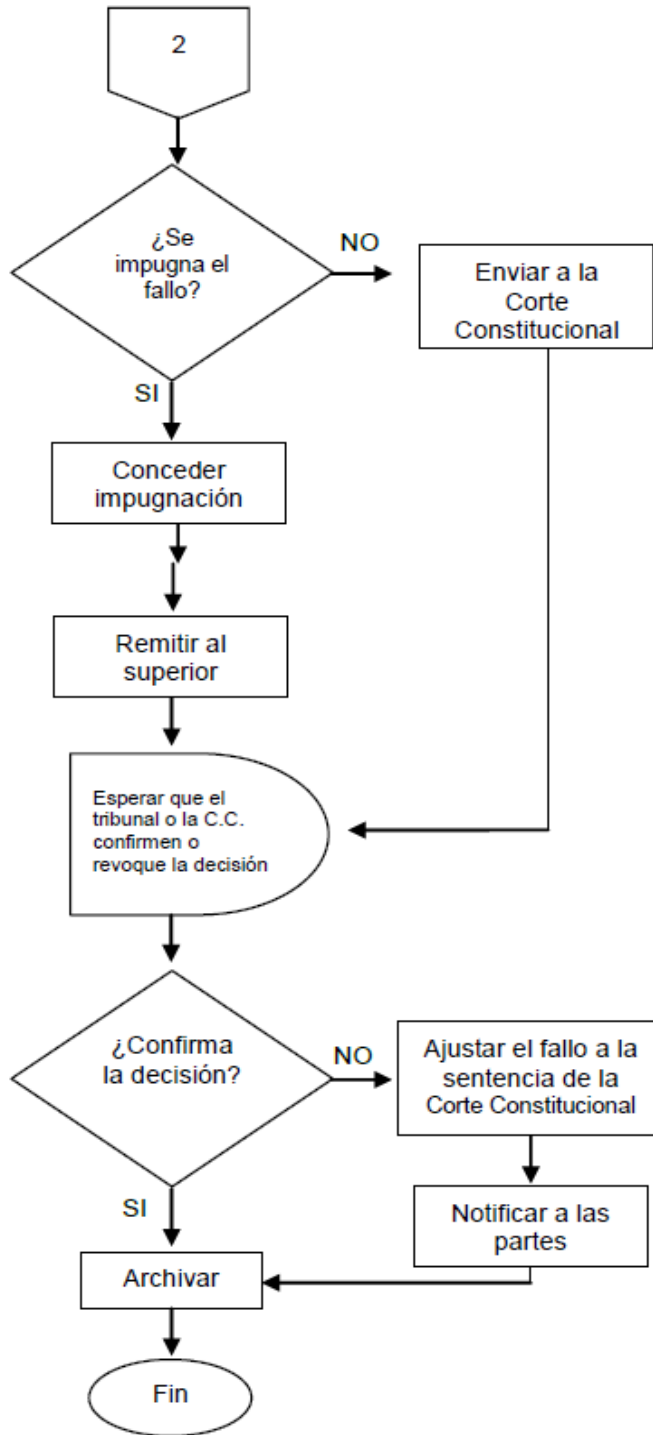 2
¿Se
impugna el
fallo?
NO
Enviar a la
Corte
Constitucional
SI
Conceder
impugnación
Remitir al
superior
Esperar que el
tribunal o la C.C.
confirmen o
revoque la decisión
¿Confirma
la decisión?
NO
Ajustar el fallo a la
sentencia de la
Corte Constitucional
SI
Notificar a las
partes
Archivar
Fin